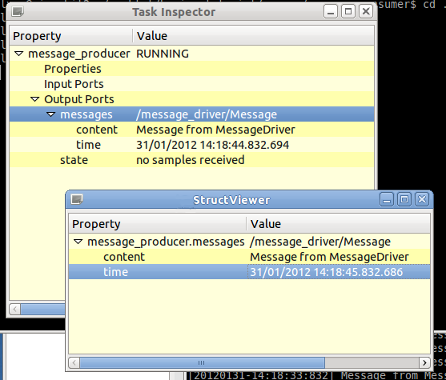 sumer$ cd .
Task Inspector
Property Value
message_producer RUNNING
Properties
Input Ports
Output Ports
messages /message_driver/Message
content Message from MessageDriver
time 31/01/2012 14:18:44.832.694
state no samples received
StructViewer
Property Value
message_producer.messages /message_driver/Message
content Message from MessageDriver
time 31/01/2012 14:18:45.832.686
[20120131-14:18:33:832] Message from Mess